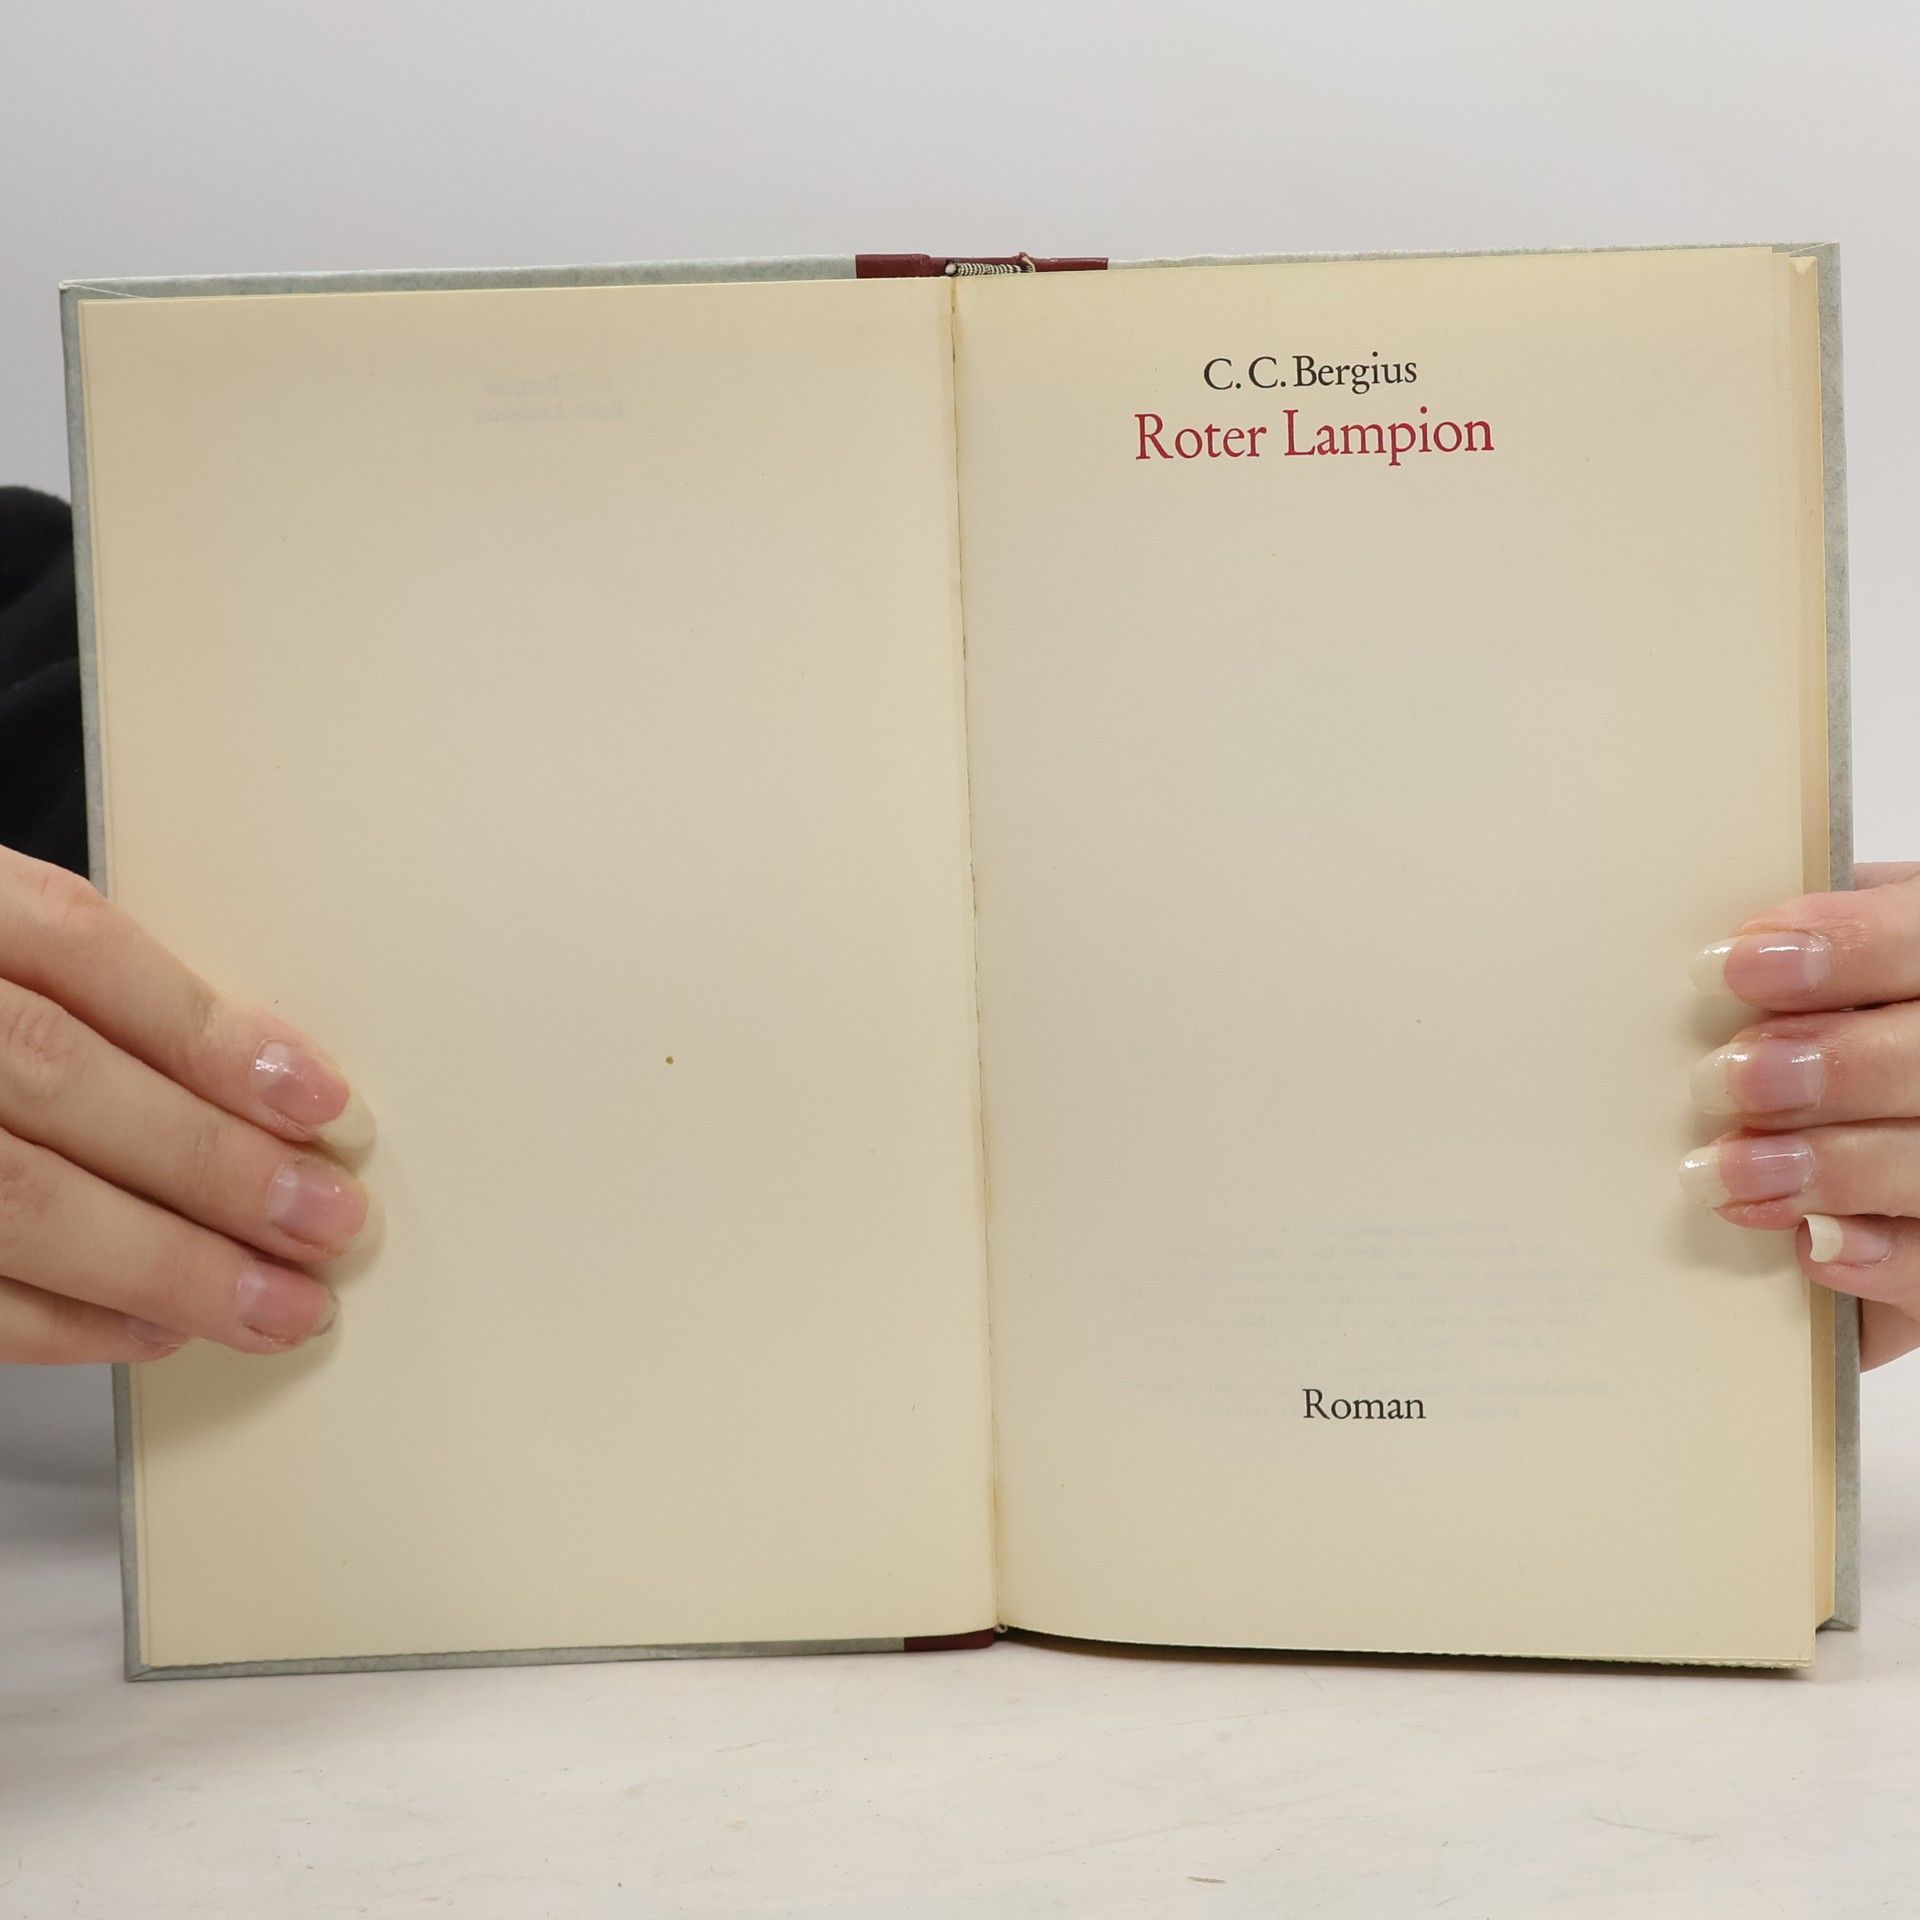 C. C. Bergius
Roter Lampion
Roman